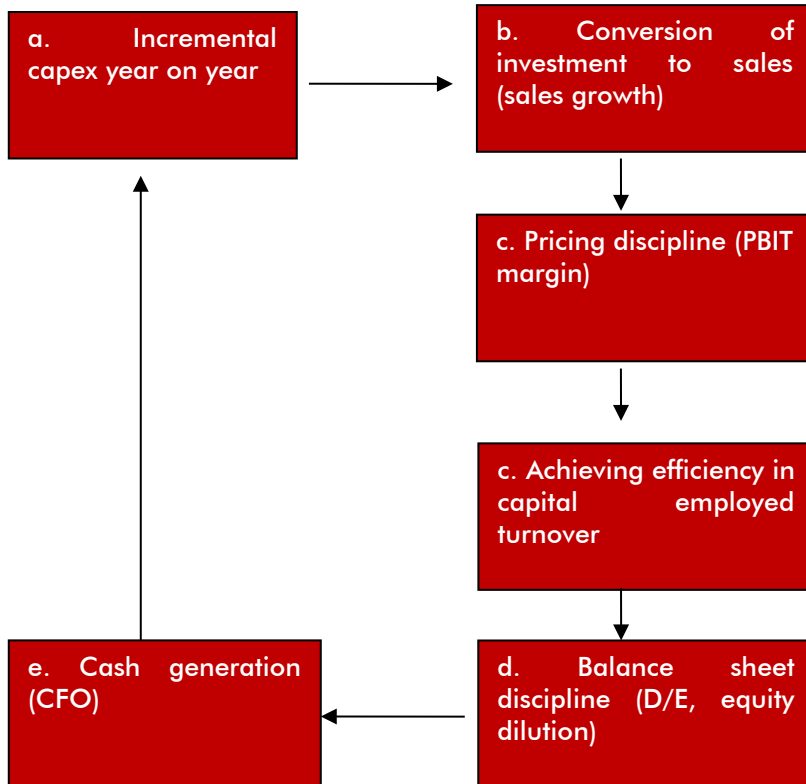 a. Incremental
capex year on year
b. Conversion of
investment to sales
(sales growth)
c. Pricing discipline (PBIT
margin)
c. Achieving efficiency in
capital employed
turnover
d. Balance sheet
discipline (D/E, equity
dilution)
e. Cash generation
(CFO)